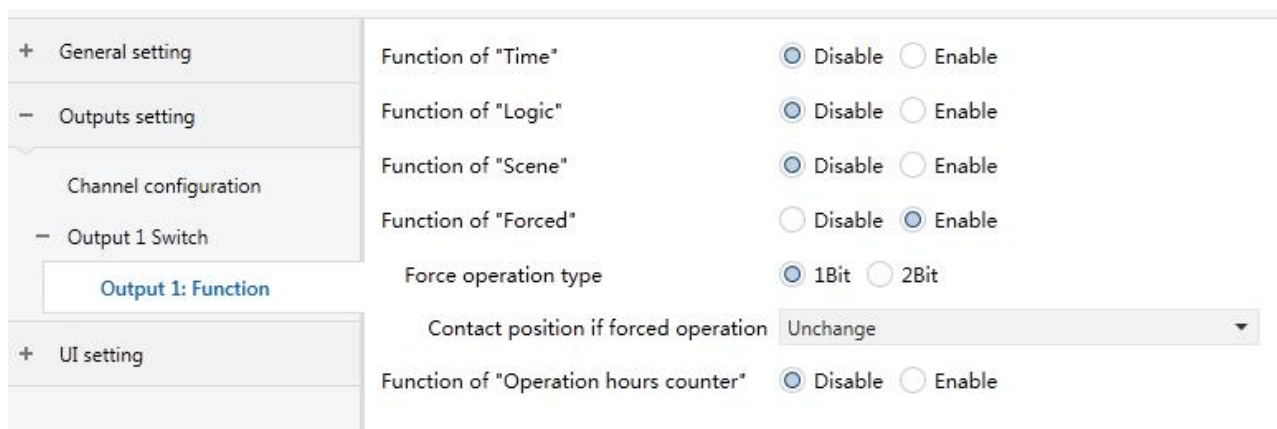 + General setting
− Outputs setting
Channel configuration
− Output 1 Switch
Output 1: Function
+ UI setting
Function of "Time" Disable Enable
Function of "Logic" Disable Enable
Function of "Scene" Disable Enable
Function of "Forced" Disable Enable
Force operation type 1Bit 2Bit
Contact position if forced operation Unchange
Function of "Operation hours counter" Disable Enable